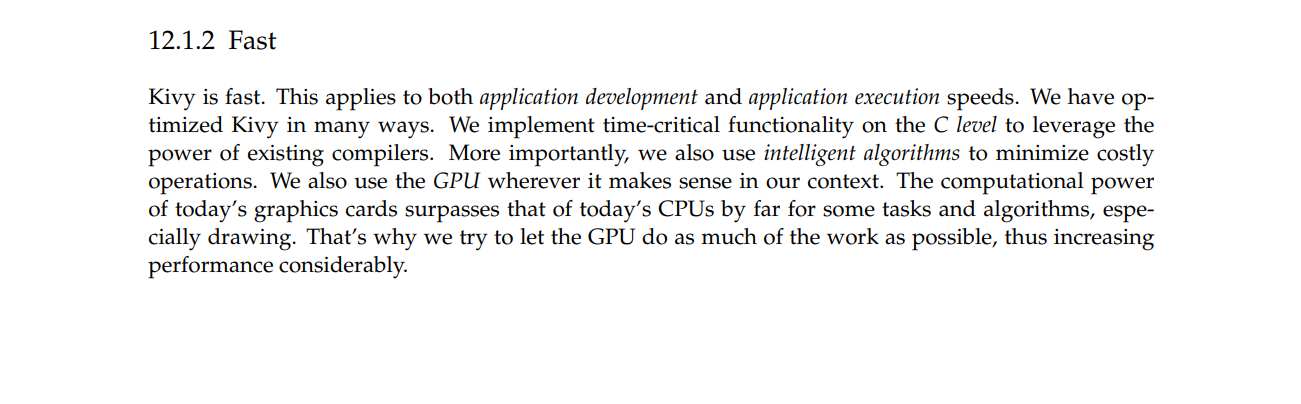 12.1.2 Fast
Kivy is fast. This applies to both application development and application execution speeds. We have op-
timized Kivy in many ways. We implement time-critical functionality on the C level to leverage the
power of existing compilers. More importantly, we also use intelligent algorithms to minimize costly
operations. We also use the GPU wherever it makes sense in our context. The computational power
of today's graphics cards surpasses that of today's CPUs by far for some tasks and algorithms, espe-
cially drawing. That's why we try to let the GPU do as much of the work as possible, thus increasing
performance considerably.